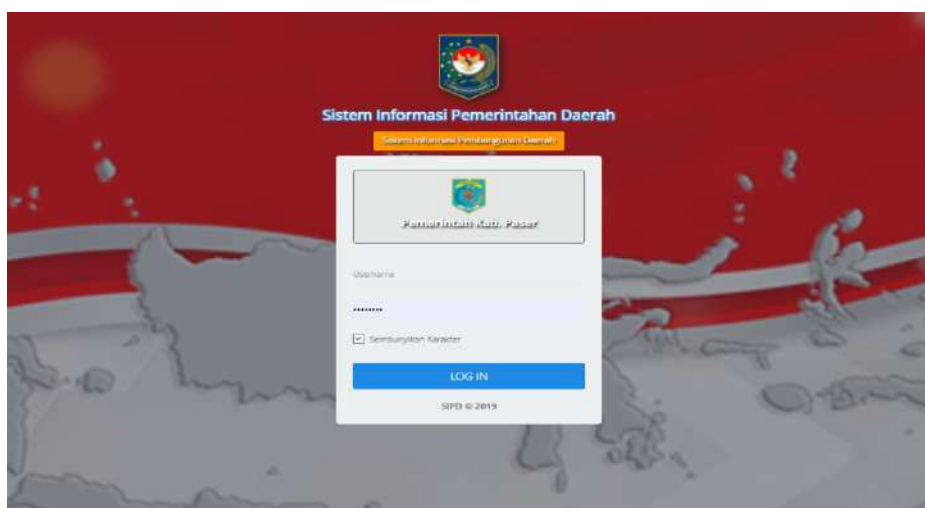 Sistem Informasi Pemerintahan Daerah
Sistem Informasi Pembangunan Daerah
Pemerintah Kab. Paser
Username
••••••••
Sembunyikan Karakter
LOG IN
SIPD © 2019